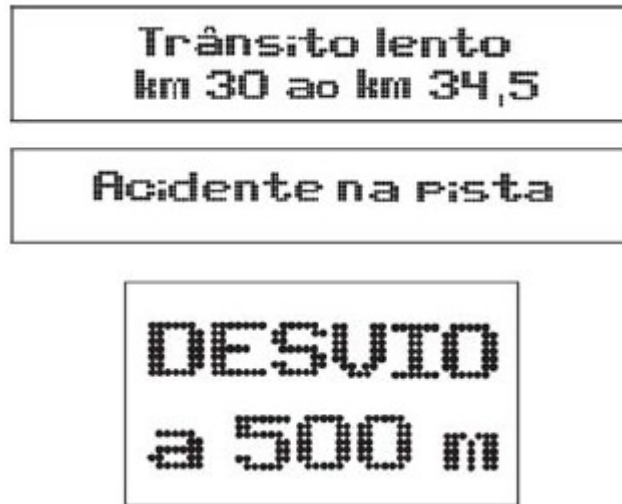 Trânsito lento
km 30 ao km 34,5
Acidente na pista
DESVIO
a 500 m